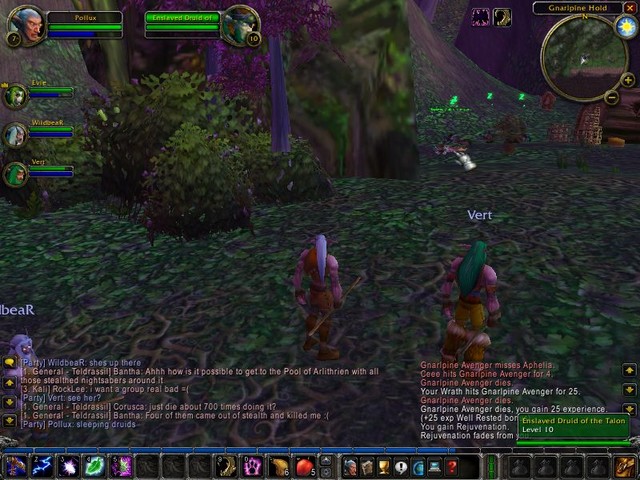 Pollux
7
Enslaved Druid of
10
Gnarlpine Hold
N
Evie
WildbeaR
Vert
Vert
dbeaR
[Party] WildbeaR: shes up there
[1. General - Teldrassil] Bantha: Ahhh how is it possible to get to the Pool of Arlithrien with all
those stealthed nightsabers around it
[3. Kali] RockLee: i want a group real bad =(
[Party] Vert: see her?
[1. General - Teldrassil] Corusca: just die about 700 times doing it?
[1. General - Teldrassil] Bantha: Four of them came out of stealth and killed me :(
[Party] Pollux: sleeping druids
Gnarlpine Avenger misses Aphelia.
Ceee hits Gnarlpine Avenger for 4.
Gnarlpine Avenger dies.
Your Wrath hits Gnarlpine Avenger for 25.
Gnarlpine Avenger dies.
Gnarlpine Avenger dies, you gain 25 experience.
(+25 exp Well Rested bon
You gain Rejuvenation.
Rejuvenation fades from y
Enslaved Druid of the Talon
Level 10